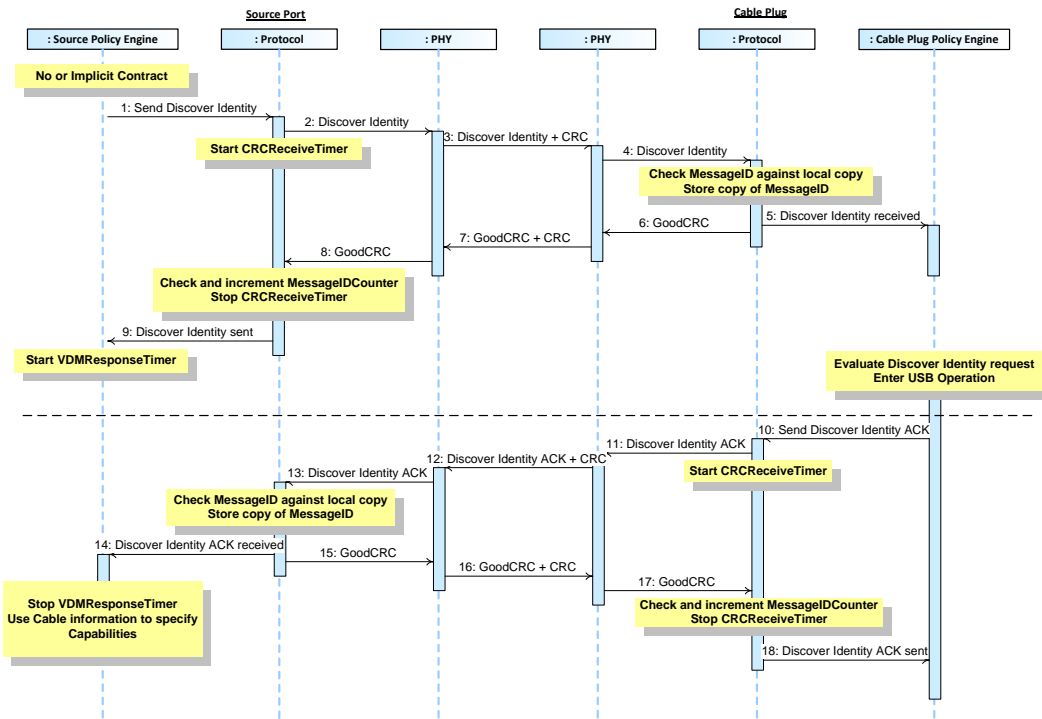 Source Port
Cable Plug
: Source Policy Engine
: Protocol
: PHY
: PHY
: Protocol
: Cable Plug Policy Engine
No or Implicit Contract
1: Send Discover Identity
2: Discover Identity
Start CRCReceiveTimer
3: Discover Identity + CRC
4: Discover Identity
Check MessageID against local copy
Store copy of MessageID
5: Discover Identity received
6: GoodCRC
7: GoodCRC + CRC
8: GoodCRC
Check and increment MessageIDCounter
Stop CRCReceiveTimer
9: Discover Identity sent
Start VDMResponseTimer
Evaluate Discover Identity request
Enter USB Operation
10: Send Discover Identity ACK
11: Discover Identity ACK
Start CRCReceiveTimer
12: Discover Identity ACK + CRC
13: Discover Identity ACK
Check MessageID against local copy
Store copy of MessageID
14: Discover Identity ACK received
15: GoodCRC
16: GoodCRC + CRC
17: GoodCRC
Stop VDMResponseTimer
Use Cable information to specify
Capabilities
Check and increment MessageIDCounter
Stop CRCReceiveTimer
18: Discover Identity ACK sent